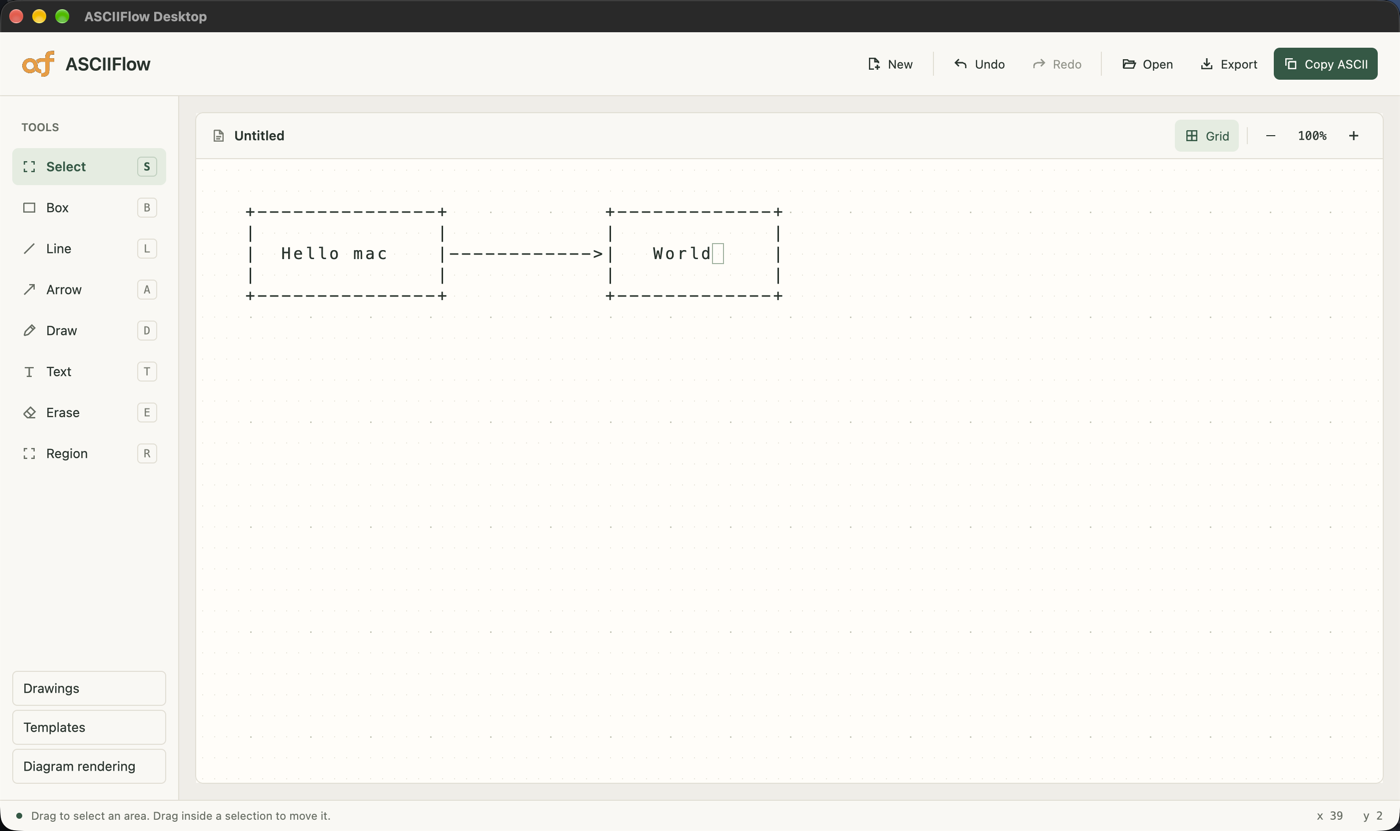 ASCIIFlow Desktop
ASCIIFlow
New
Undo
Redo
Open
Export
Copy ASCII
TOOLS
Select S
Box B
Line L
Arrow A
Draw D
Text T
Erase E
Region R
Drawings
Templates
Diagram rendering
Untitled
Grid
− 100% +
+---------------+             +-------------+
|               |             |             |
|  Hello mac    |------------>|   World     |
|               |             |             |
+---------------+             +-------------+
Drag to select an area. Drag inside a selection to move it.
x 39 y 2